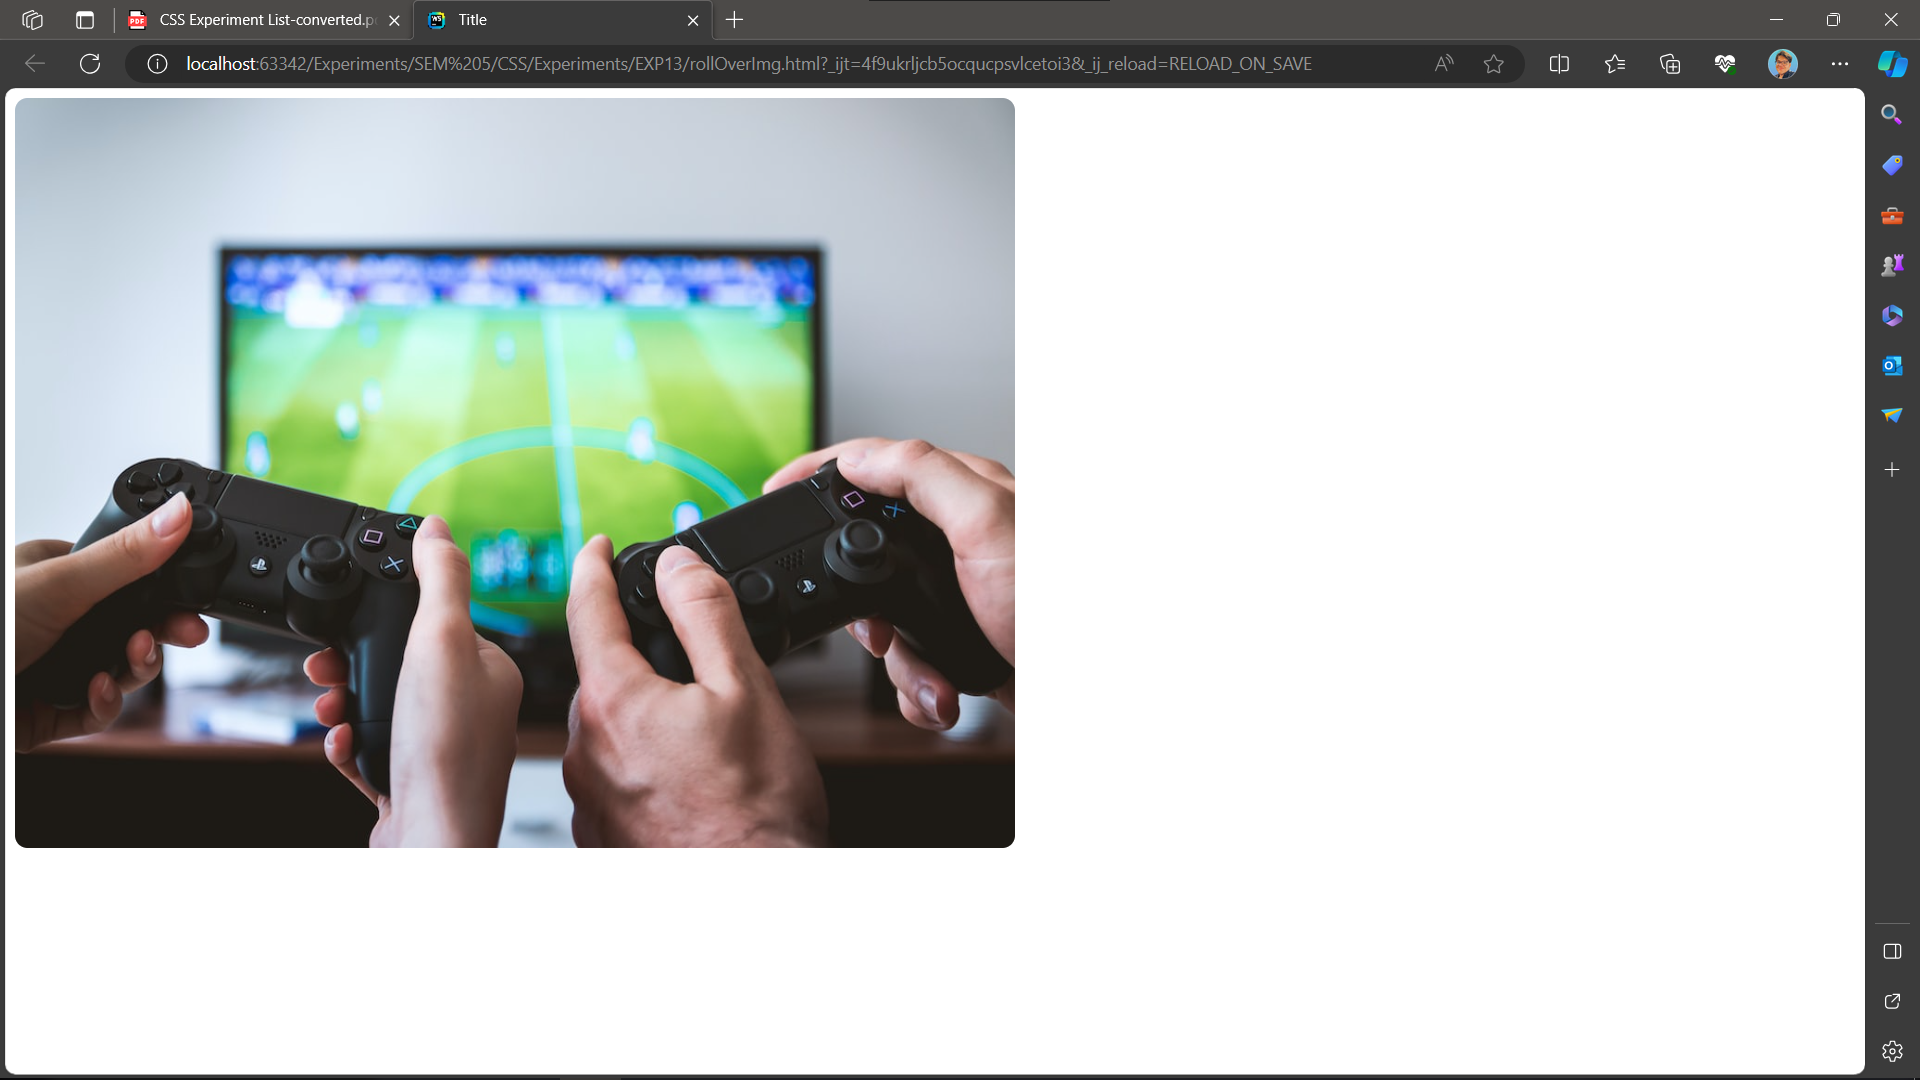 CSS Experiment List-converted.p
Title
localhost:63342/Experiments/SEM%205/CSS/Experiments/EXP13/rollOverImg.html?_ijt=4f9ukrljcb5ocqucpsvlcetoi3&_ij_reload=RELOAD_ON_SAVE